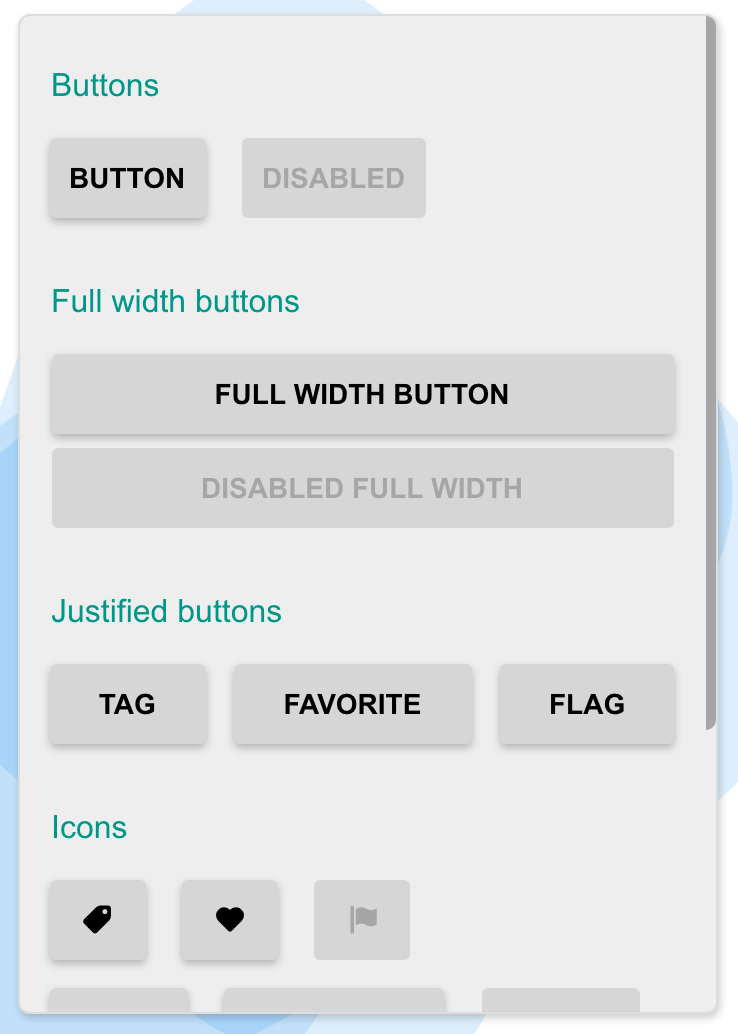 Buttons
BUTTON DISABLED
Full width buttons
FULL WIDTH BUTTON
DISABLED FULL WIDTH
Justified buttons
TAG FAVORITE FLAG
Icons